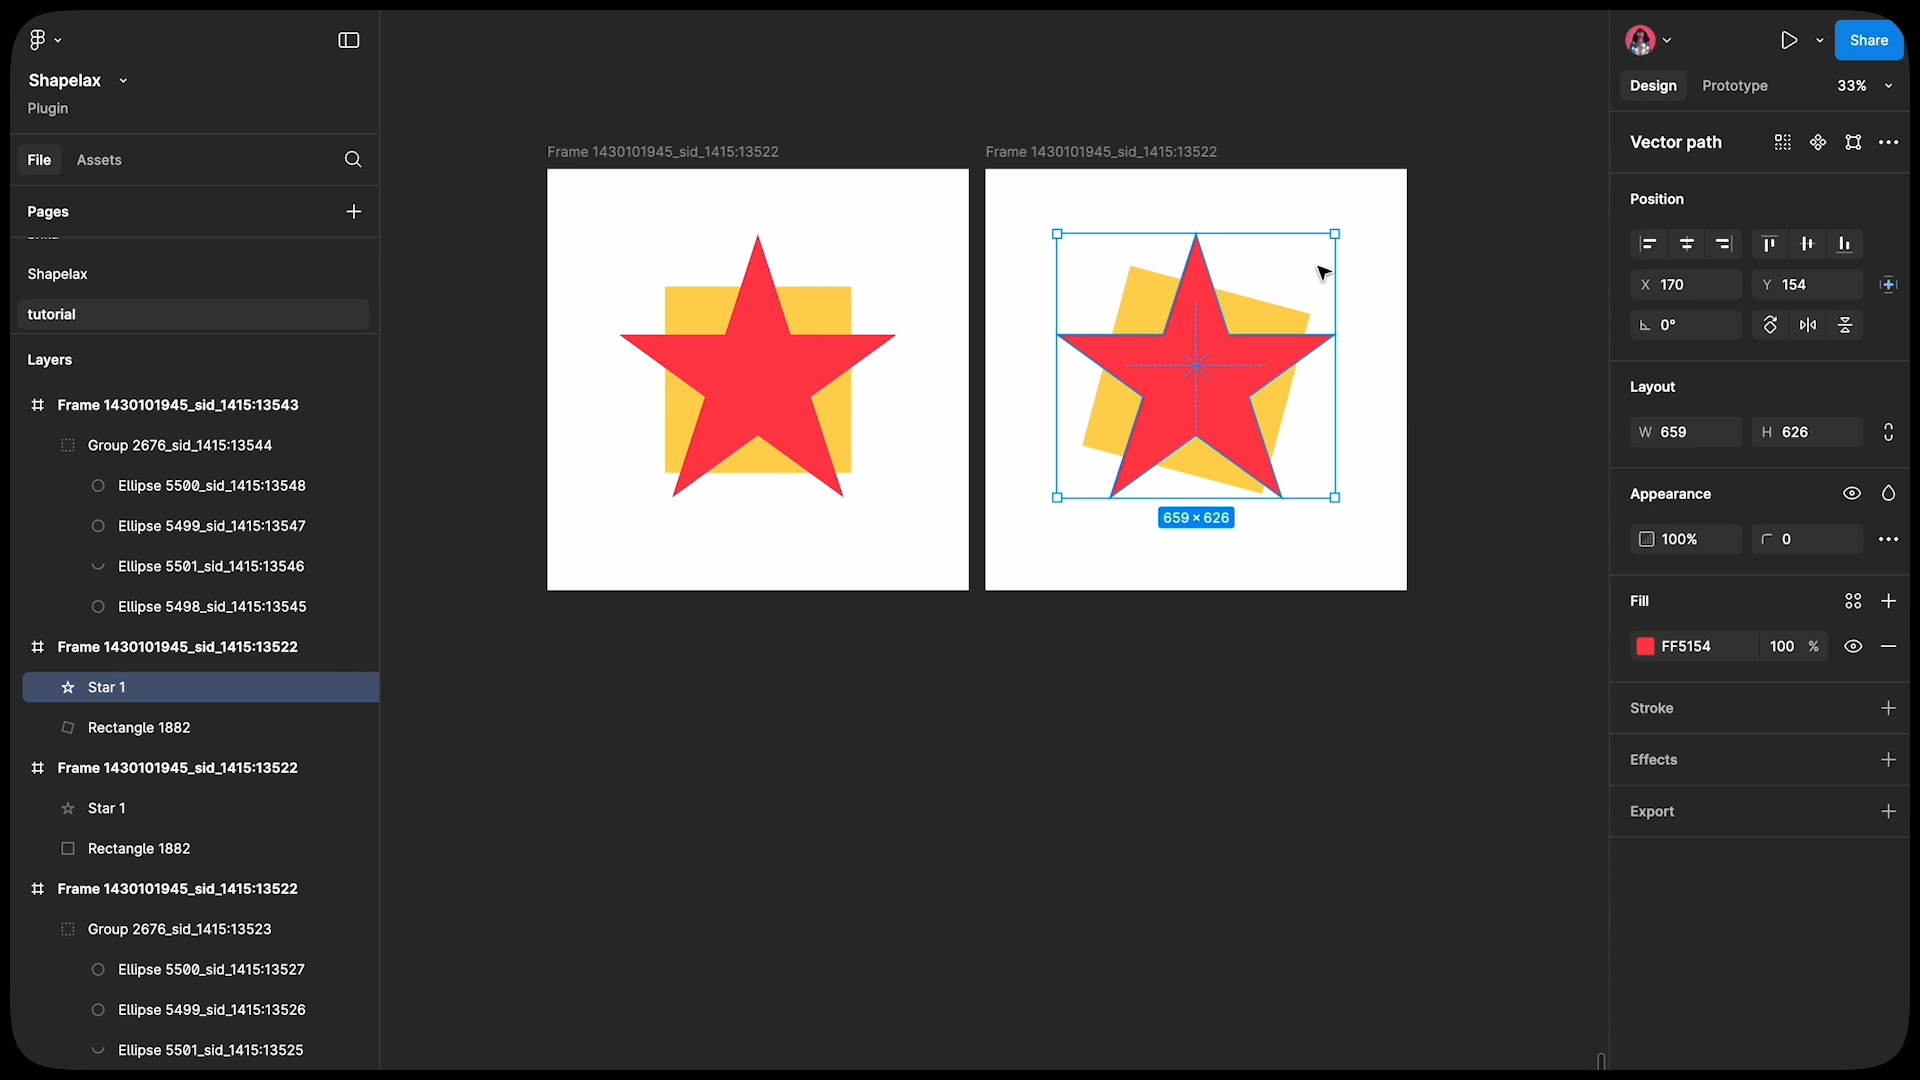 Shapelax
Plugin
File
Assets
Pages
Shapelax
tutorial
Layers
Frame 1430101945_sid_1415:13543
Group 2676_sid_1415:13544
Ellipse 5500_sid_1415:13548
Ellipse 5499_sid_1415:13547
Ellipse 5501_sid_1415:13546
Ellipse 5498_sid_1415:13545
Frame 1430101945_sid_1415:13522
Star 1
Rectangle 1882
Frame 1430101945_sid_1415:13522
Star 1
Rectangle 1882
Frame 1430101945_sid_1415:13522
Group 2676_sid_1415:13523
Ellipse 5500_sid_1415:13527
Ellipse 5499_sid_1415:13526
Ellipse 5501_sid_1415:13525
Frame 1430101945_sid_1415:13522
Frame 1430101945_sid_1415:13522
659 × 626
Share
Design
Prototype
33%
Vector path
Position
X 170
Y 154
0°
Layout
W 659
H 626
Appearance
100%
0
Fill
FF5154
100 %
Stroke
Effects
Export